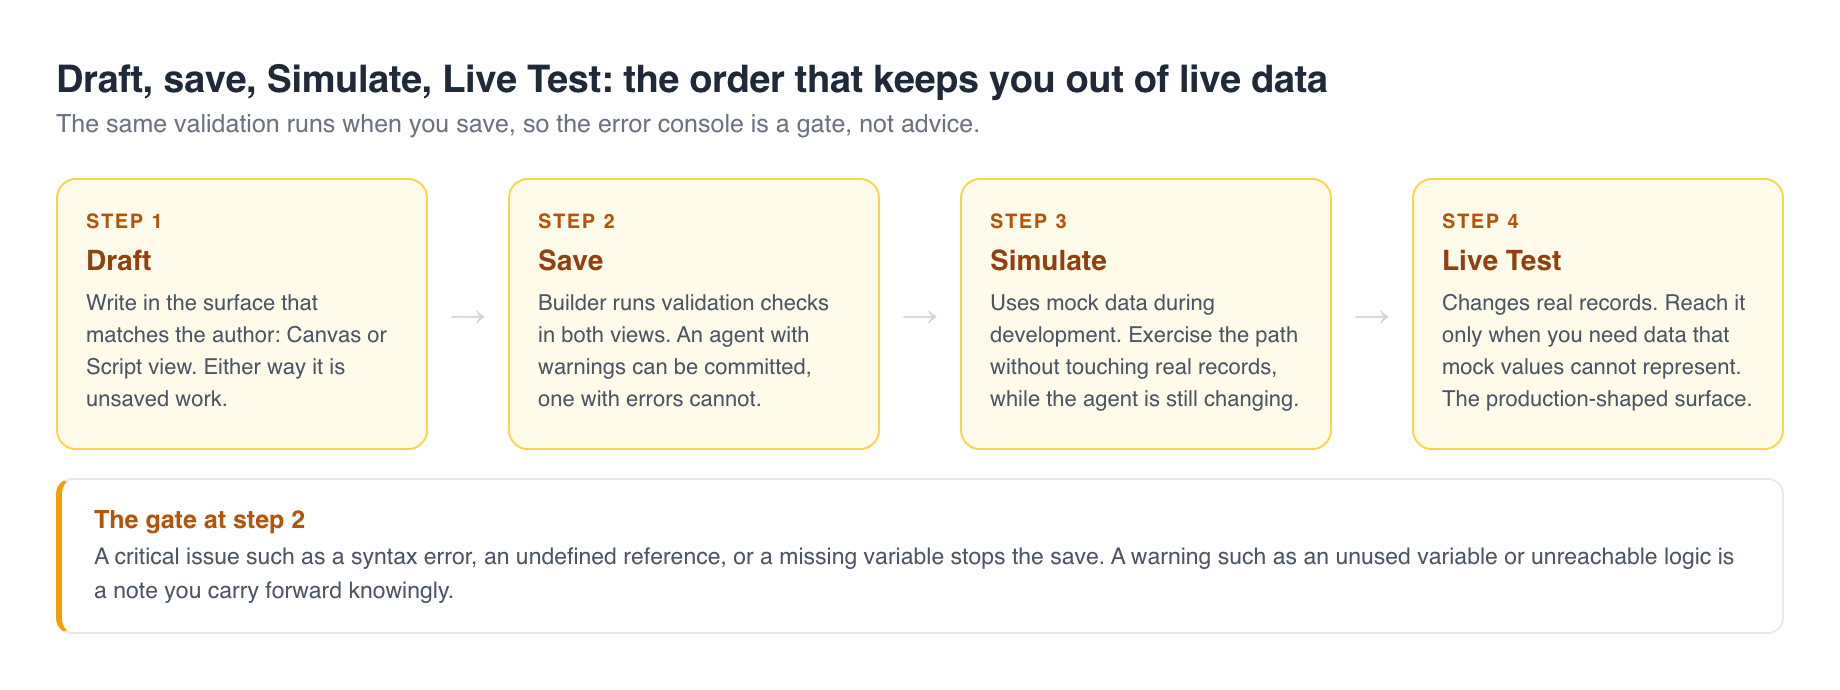 Draft, save, Simulate, Live Test: the order that keeps you out of live data
The same validation runs when you save, so the error console is a gate, not advice.
STEP 1
Draft
Write in the surface that
matches the author: Canvas or
Script view. Either way it is
unsaved work.
→
STEP 2
Save
Builder runs validation checks
in both views. An agent with
warnings can be committed,
one with errors cannot.
→
STEP 3
Simulate
Uses mock data during
development. Exercise the path
without touching real records,
while the agent is still changing.
→
STEP 4
Live Test
Changes real records. Reach it
only when you need data that
mock values cannot represent.
The production-shaped surface.
The gate at step 2
A critical issue such as a syntax error, an undefined reference, or a missing variable stops the save. A warning such as an unused variable or unreachable logic is
a note you carry forward knowingly.